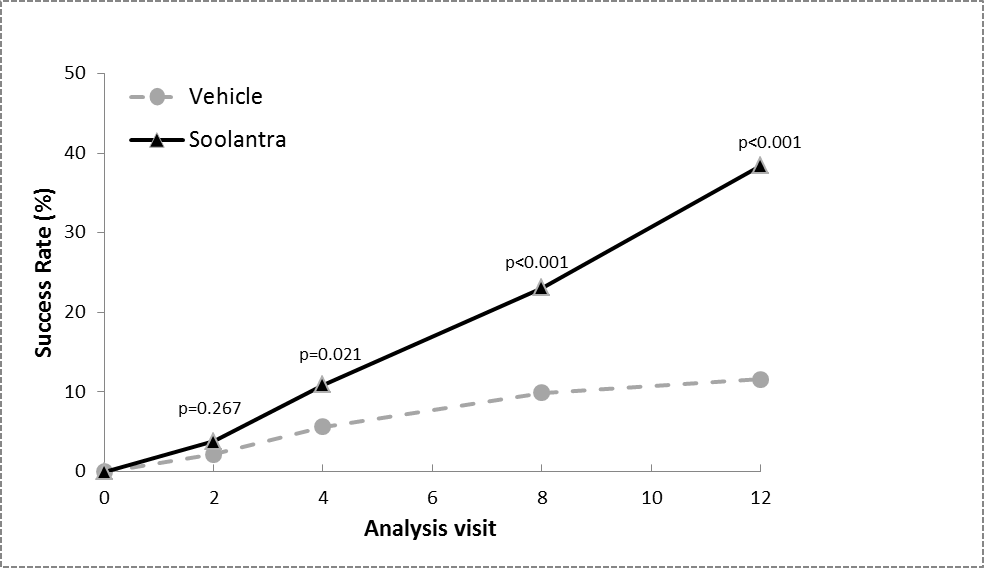 50
Vehicle
Soolantra
40
p<0.001
30
p<0.001
20
p=0.021
10
p=0.267
0
0 2 4 6 8 10 12
Success Rate (%)
Analysis visit